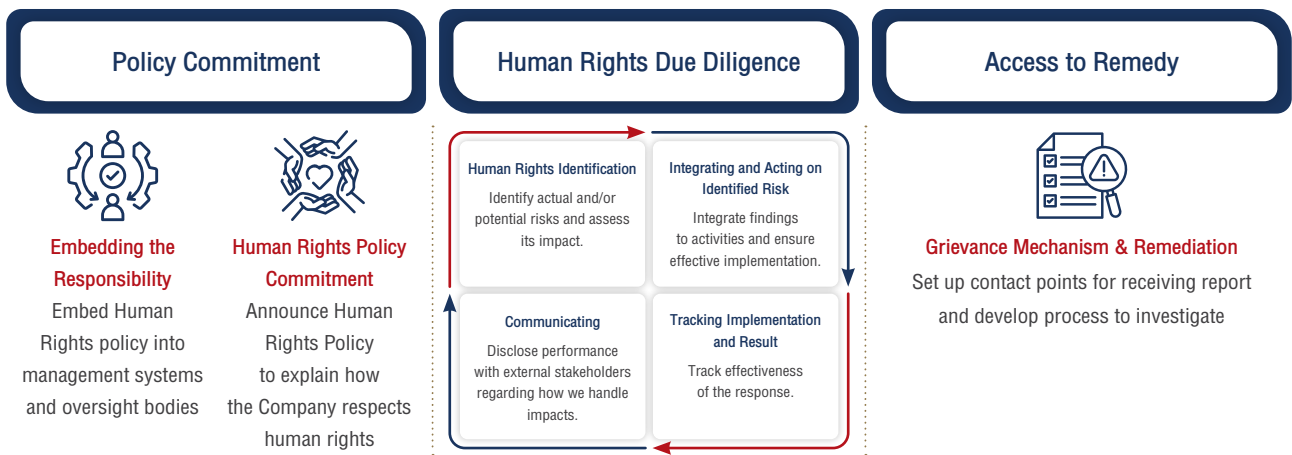 Policy Commitment
Human Rights Due Diligence
Access to Remedy
Embedding the
Responsibility
Embed Human
Rights policy into
management systems
and oversight bodies
Human Rights Policy
Commitment
Announce Human
Rights Policy
to explain how
the Company respects
human rights
Human Rights Identification
Identify actual and/or
potential risks and assess
its impact.
Integrating and Acting on
Identified Risk
Integrate findings
to activities and ensure
effective implementation.
Communicating
Disclose performance
with external stakeholders
regarding how we handle
impacts.
Tracking Implementation
and Result
Track effectiveness
of the response.
Grievance Mechanism & Remediation
Set up contact points for receiving report
and develop process to investigate